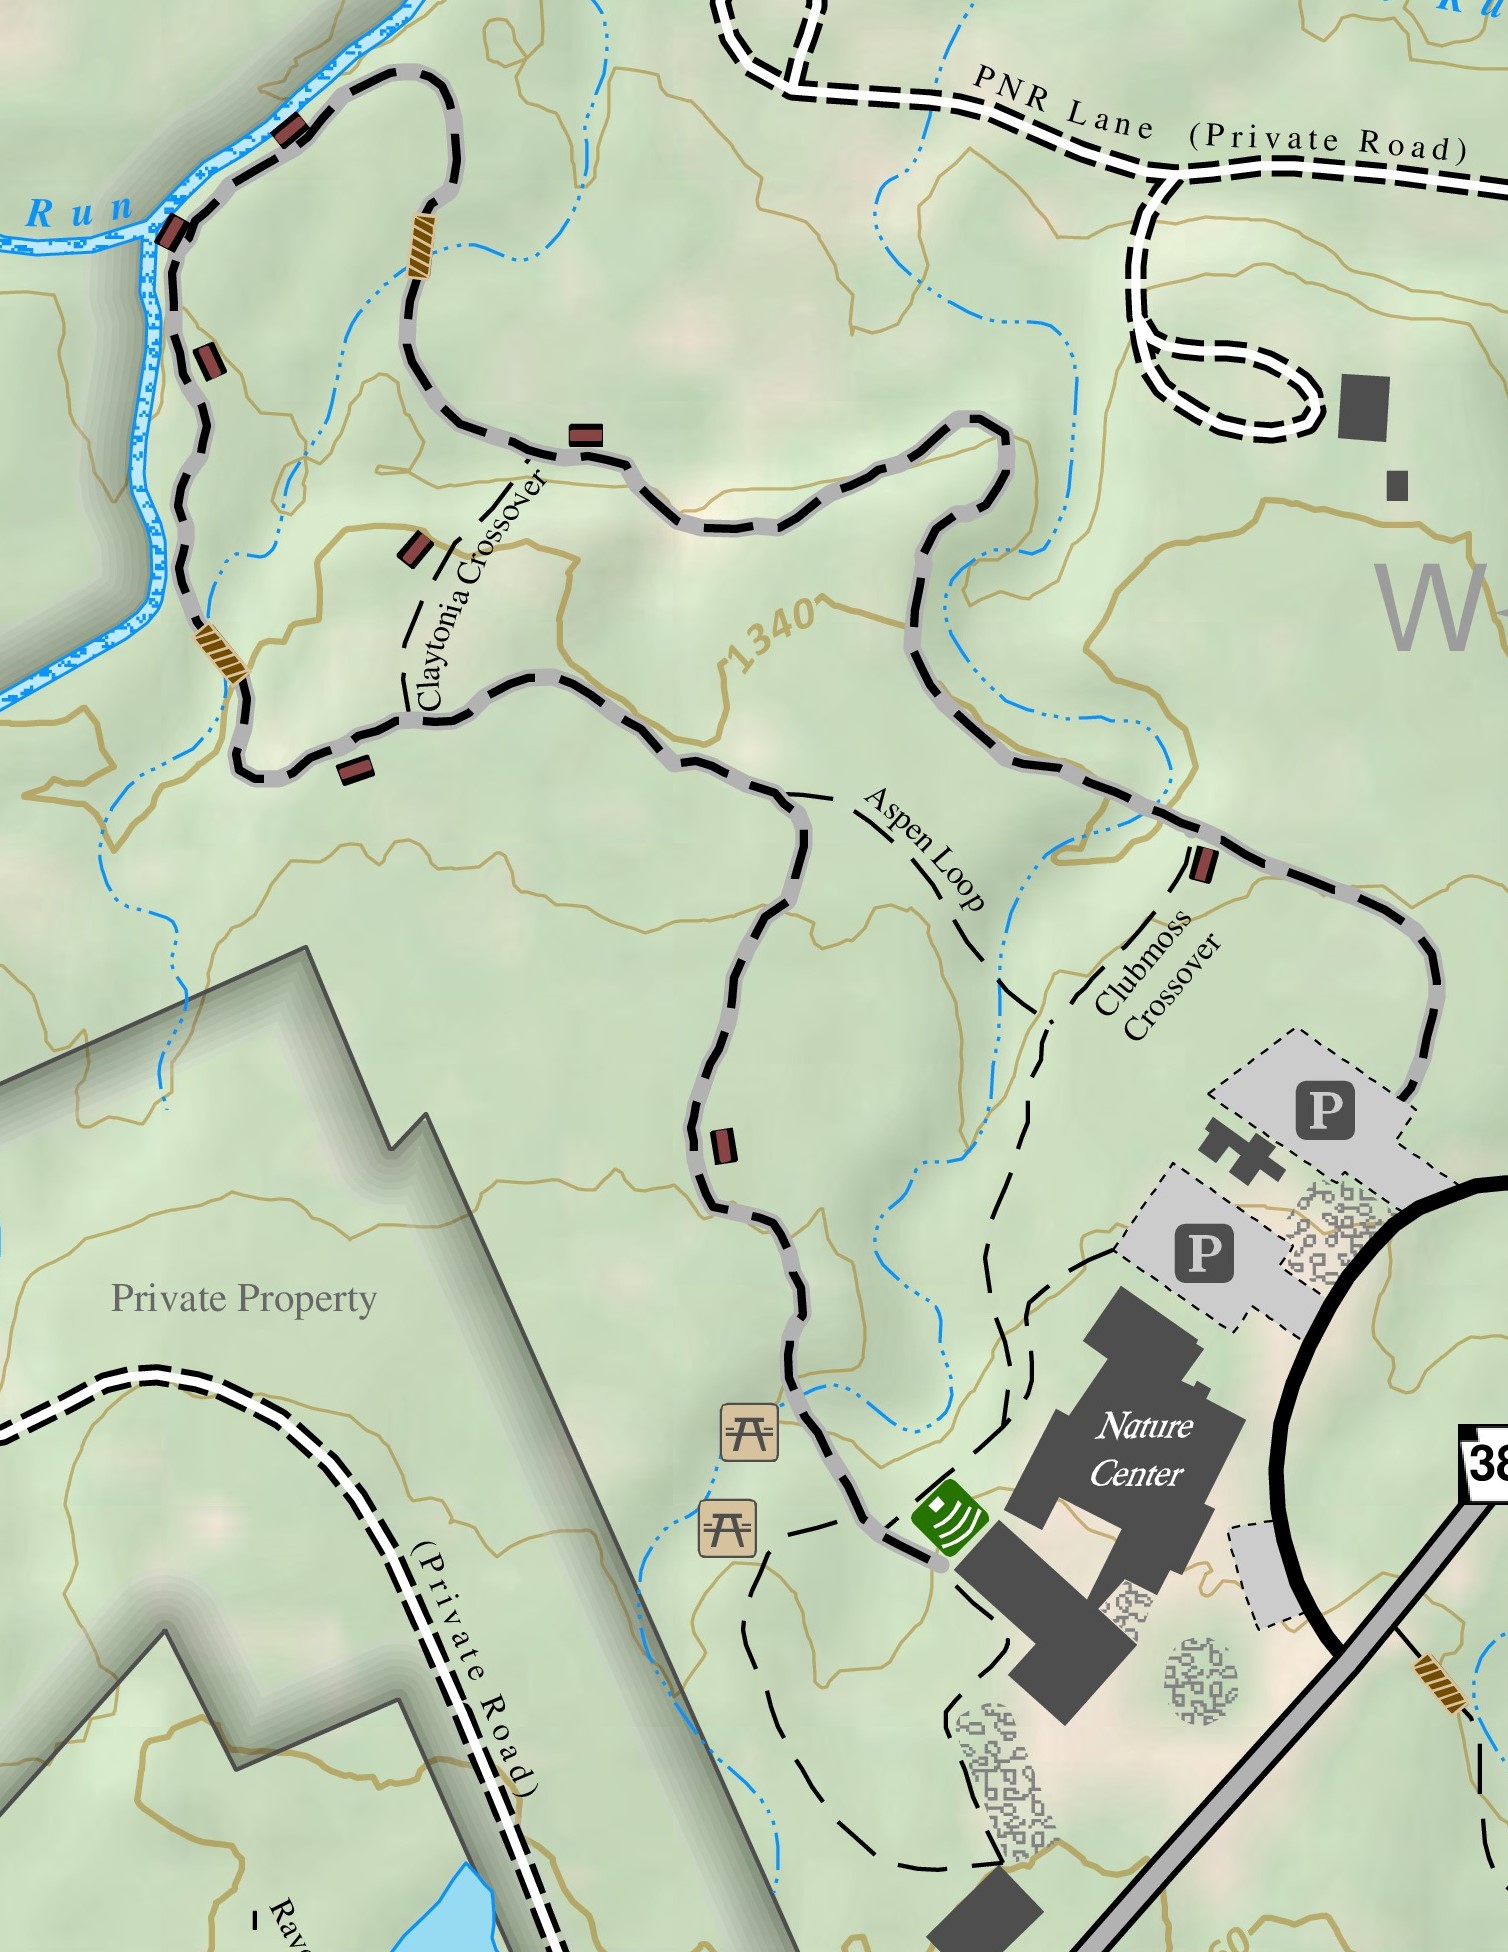 Run
PNR Lane (Private Road)
W
Claytonia Crossover
1340
Aspen Loop
Clubmoss
Crossover
P
P
Private Property
Nature
Center
38
(Private Road)